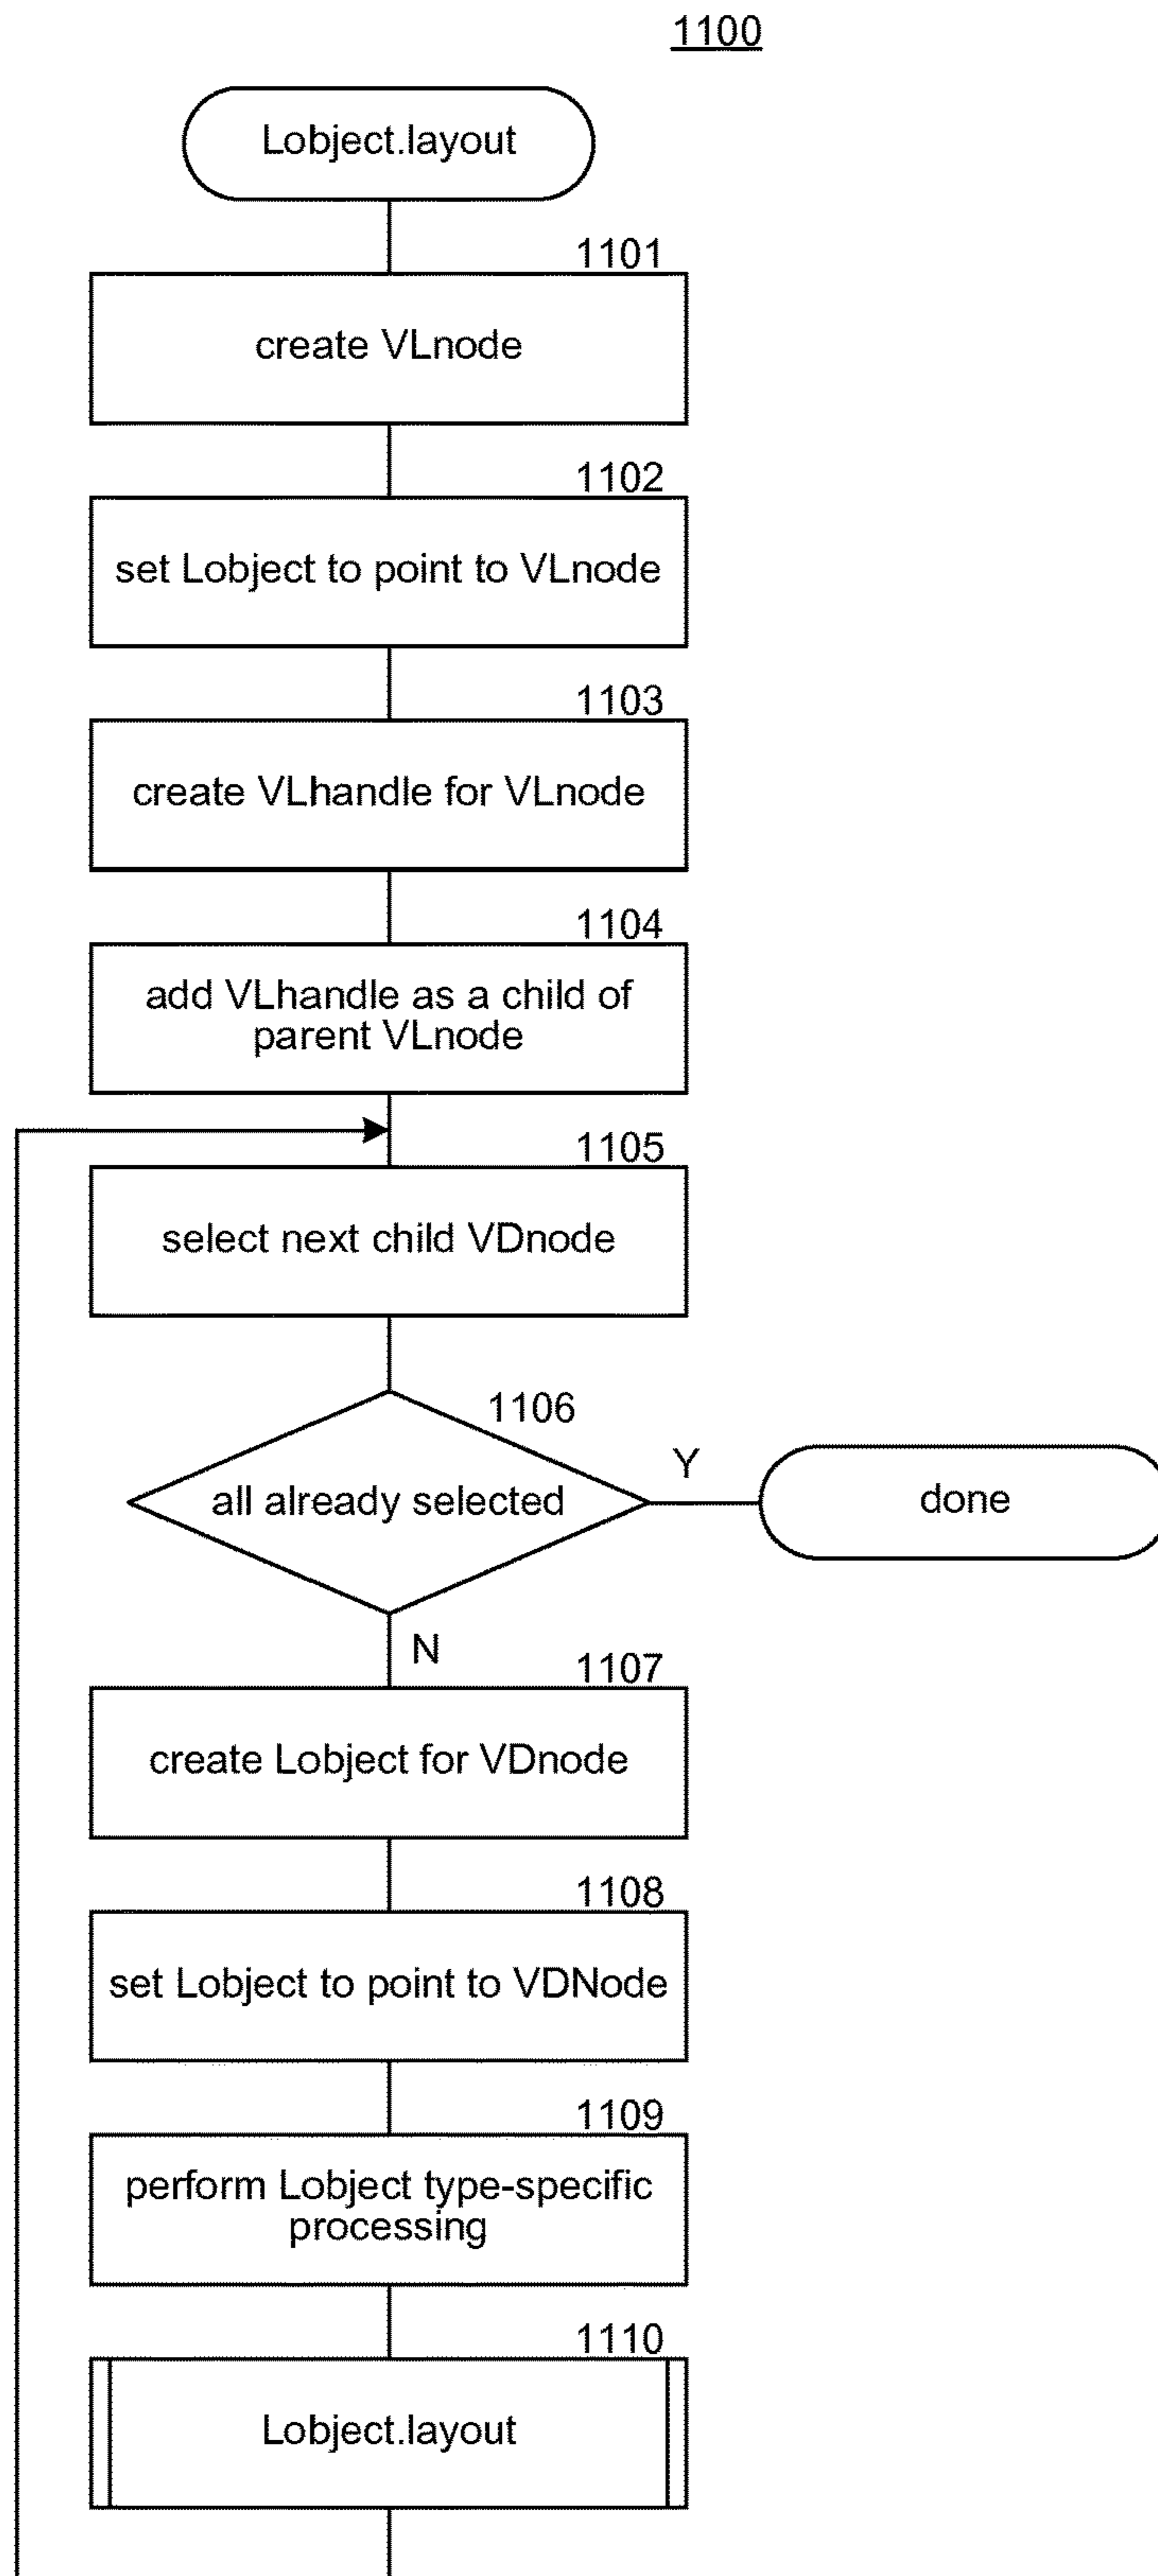 1100
Lobject.layout
1101
create VLnode
1102
set Lobject to point to VLnode
1103
create VLhandle for VLnode
1104
add VLhandle as a child of
parent VLnode
1105
select next child VDnode
1106
Y
all already selected
done
N
1107
create Lobject for VDnode
1108
set Lobject to point to VDNode
1109
perform Lobject type-specific
processing
1110
Lobject.layout